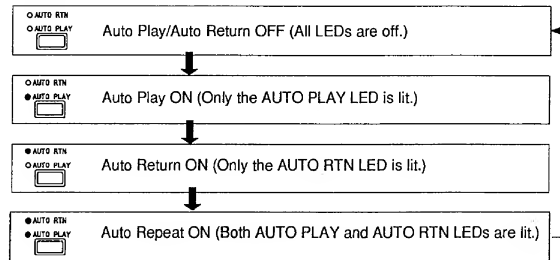 AUTO RTN
AUTO PLAY
Auto Play/Auto Return OFF (All LEDs are off.)
AUTO RTN
AUTO PLAY
Auto Play ON (Only the AUTO PLAY LED is lit.)
AUTO RTN
AUTO PLAY
Auto Return ON (Only the AUTO RTN LED is lit.)
AUTO RTN
AUTO PLAY
Auto Repeat ON (Both AUTO PLAY and AUTO RTN LEDs are lit.)